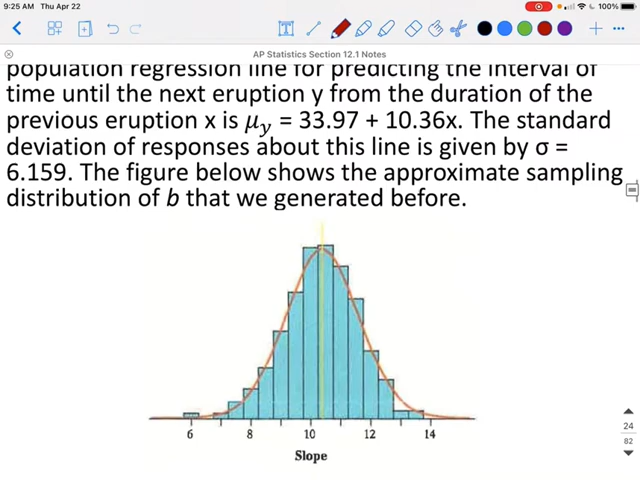 9:25 AM Thu Apr 22
100%
AP Statistics Section 12.1 Notes
population regression line for predicting the interval of
time until the next eruption y from the duration of the
previous eruption x is μy = 33.97 + 10.36x. The standard
deviation of responses about this line is given by σ =
6.159. The figure below shows the approximate sampling
distribution of b that we generated before.
6 8 10 12 14
Slope
24
82